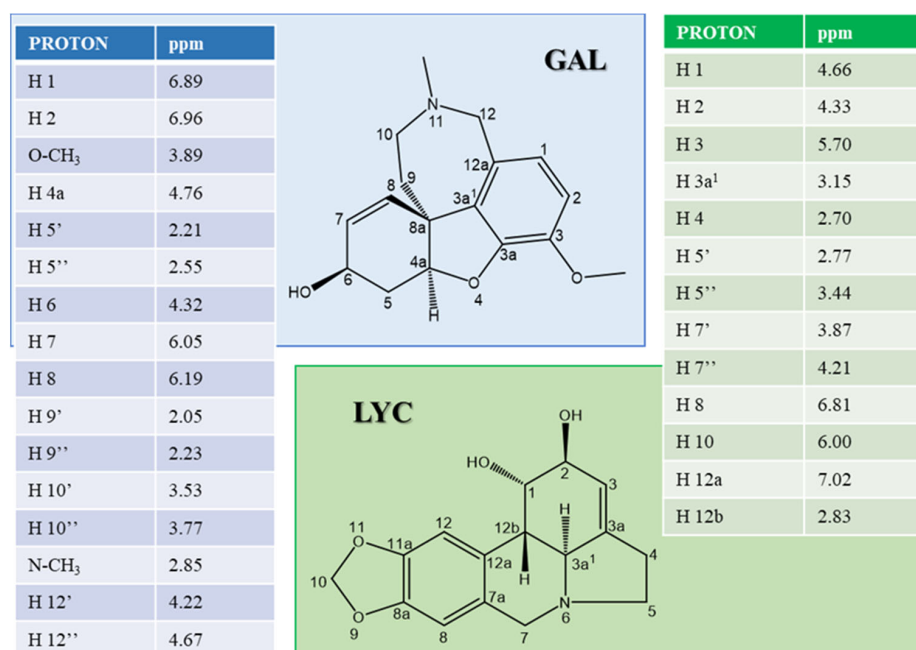 PROTON ppm
H 1 6.89
H 2 6.96
O-CH₃ 3.89
H 4a 4.76
H 5’ 2.21
H 5’’ 2.55
H 6 4.32
H 7 6.05
H 8 6.19
H 9’ 2.05
H 9’’ 2.23
H 10’ 3.53
H 10’’ 3.77
N-CH₃ 2.85
H 12’ 4.22
H 12’’ 4.67
GAL
N
11
12
10
9
8
12a
1
3a¹
2
7
8a
3
3a
4a
O
O
HO
6
5
4
H
PROTON ppm
H 1 4.66
H 2 4.33
H 3 5.70
H 3a¹ 3.15
H 4 2.70
H 5’ 2.77
H 5’’ 3.44
H 7’ 3.87
H 7’’ 4.21
H 8 6.81
H 10 6.00
H 12a 7.02
H 12b 2.83
LYC
OH
HO
2
1
3
H
12b
3a
11
O
12
11a
12a
H
3a¹
4
10
7a
N
6
5
O
9
8a
8
7